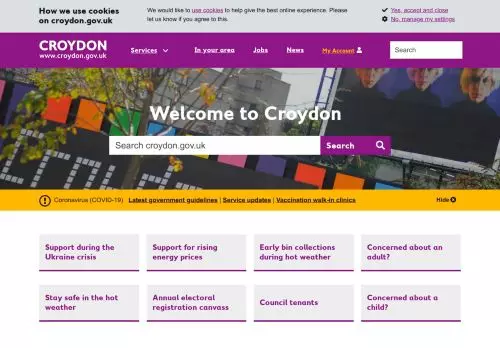 How we use cookies
on croydon.gov.uk
We would like to use cookies to help give the best online experience. Please
let us know if you agree to this.
Yes, accept and close
No, manage my settings
CROYDON
www.croydon.gov.uk
Services
In your area
Jobs
News
My Account
Search
Welcome to Croydon
Search croydon.gov.uk
Search
Coronavirus (COVID-19) Latest government guidelines | Service updates | Vaccination walk-in clinics
Hide
Support during the
Ukraine crisis
Support for rising
energy prices
Early bin collections
during hot weather
Concerned about an
adult?
Stay safe in the hot
weather
Annual electoral
registration canvass
Council tenants
Concerned about a
child?